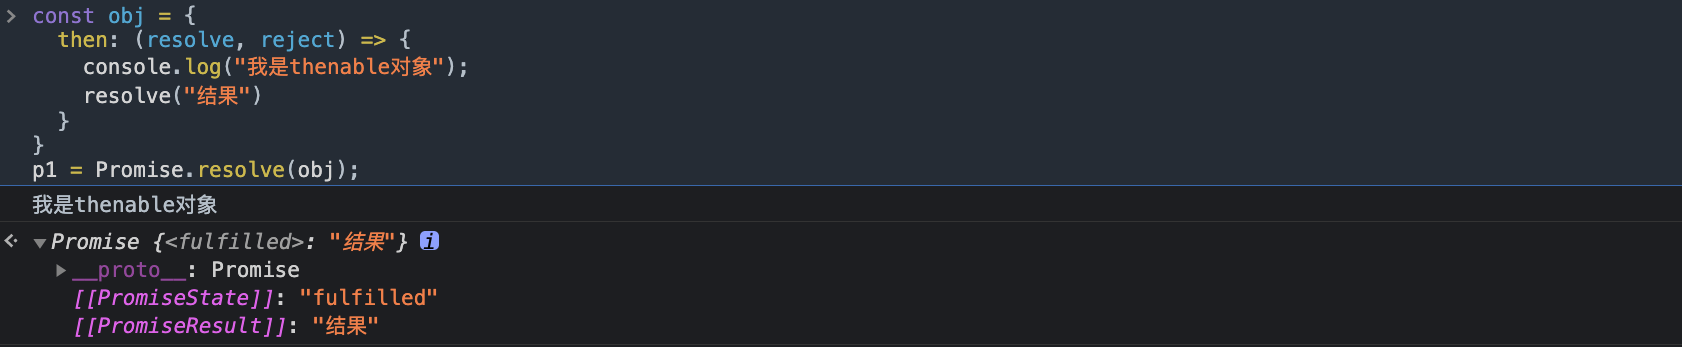 > const obj = {
then: (resolve, reject) => {
console.log("我是thenable对象");
resolve("结果")
}
}
p1 = Promise.resolve(obj);
我是thenable对象
Promise {<fulfilled>: "结果"} i
__proto__: Promise
[[PromiseState]]: "fulfilled"
[[PromiseResult]]: "结果"